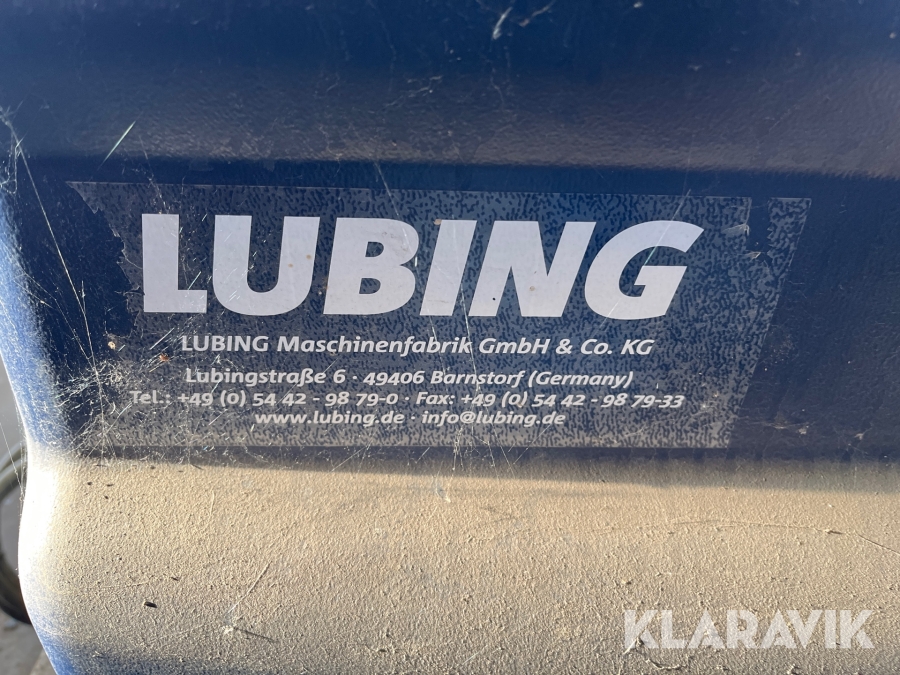 LUBING
LUBING Maschinenfabrik GmbH & Co. KG
Lubingstraße 6 · 49406 Barnstorf (Germany)
Tel.: +49 (0) 54 42 - 98 79-0 · Fax: +49 (0) 54 42 - 98 79-33
www.lubing.de · info@lubing.de
KLARAVIK